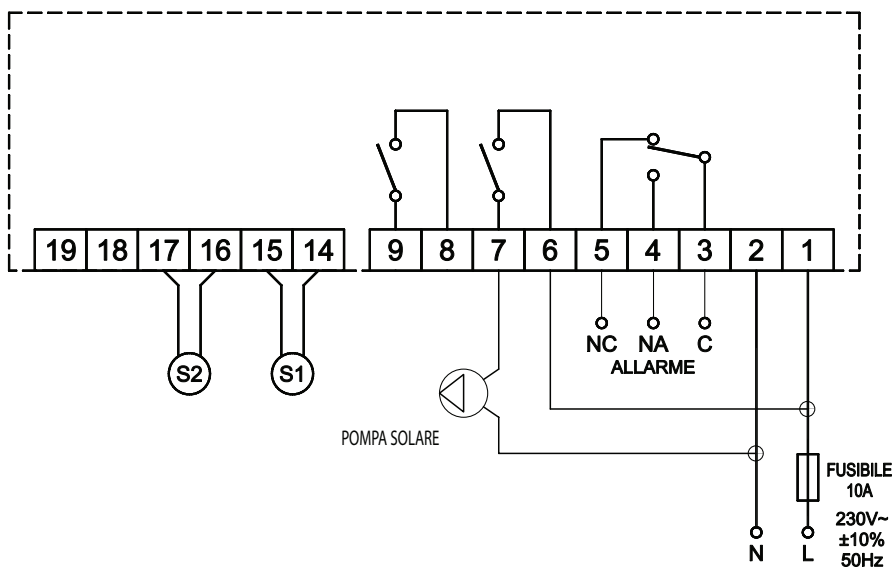 19 18 17 16 15 14 9 8 7 6 5 4 3 2 1
NC NA C
ALLARME
S2 S1
POMPA SOLARE
FUSIBILE
10A
230V~
±10%
50Hz
N L